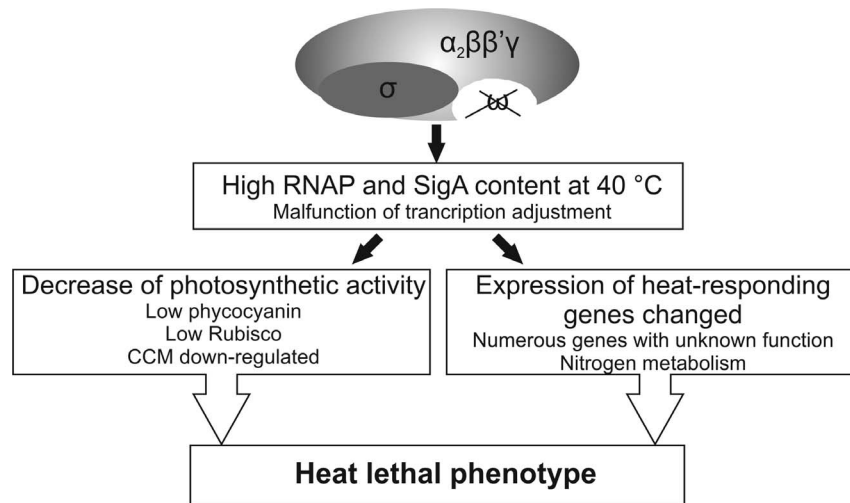 α₂ββ’γ
σ
ω
High RNAP and SigA content at 40 °C
Malfunction of trancription adjustment
Decrease of photosynthetic activity
Low phycocyanin
Low Rubisco
CCM down-regulated
Expression of heat-responding
genes changed
Numerous genes with unknown function
Nitrogen metabolism
Heat lethal phenotype